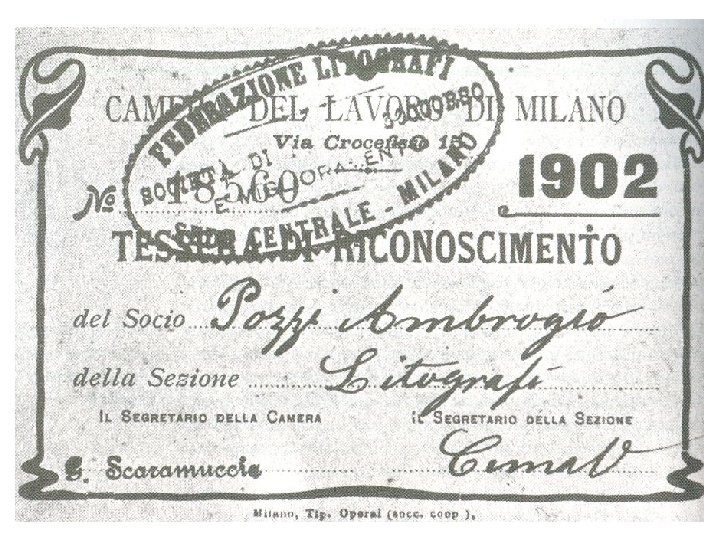 CAMERA DEL LAVORO DI MILANO
Via Crocefisso 15
No 18560
1902
TESSERA DI RICONOSCIMENTO
del Socio Pozzi Ambrogio
della Sezione Litografi
IL SEGRETARIO DELLA CAMERA
IL SEGRETARIO DELLA SEZIONE
G. Scaramuccia
Milano, Tip. Operai (socc. coop.).
FEDERAZIONE LITOGRAFI
SOCIETÀ DI SOCCORSO
E MIGLORAMENTO
SEDE CENTRALE - MILANO